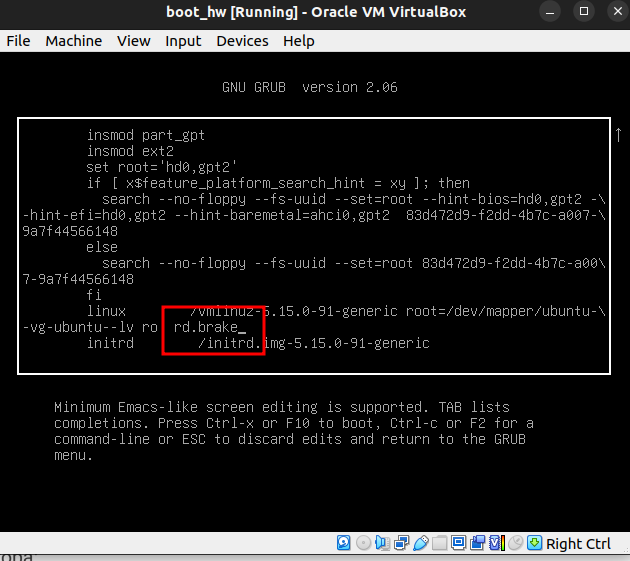 boot_hw [Running] - Oracle VM VirtualBox
File Machine View Input Devices Help
GNU GRUB version 2.06
insmod part_gpt
insmod ext2
set root='hd0,gpt2'
if [ x$feature_platform_search_hint = xy ]; then
search --no-floppy --fs-uuid --set=root --hint-bios=hd0,gpt2 -\
-hint-efi=hd0,gpt2 --hint-baremetal=ahci0,gpt2 83d472d9-f2dd-4b7c-a007-\
9a7f44566148
else
search --no-floppy --fs-uuid --set=root 83d472d9-f2dd-4b7c-a00\
7-9a7f44566148
fi
linux /vmlinuz-5.15.0-91-generic root=/dev/mapper/ubuntu-\
-vg-ubuntu--lv ro rd.brake_
initrd /initrd.img-5.15.0-91-generic
Minimum Emacs-like screen editing is supported. TAB lists
completions. Press Ctrl-x or F10 to boot, Ctrl-c or F2 for a
command-line or ESC to discard edits and return to the GRUB
menu.
Right Ctrl